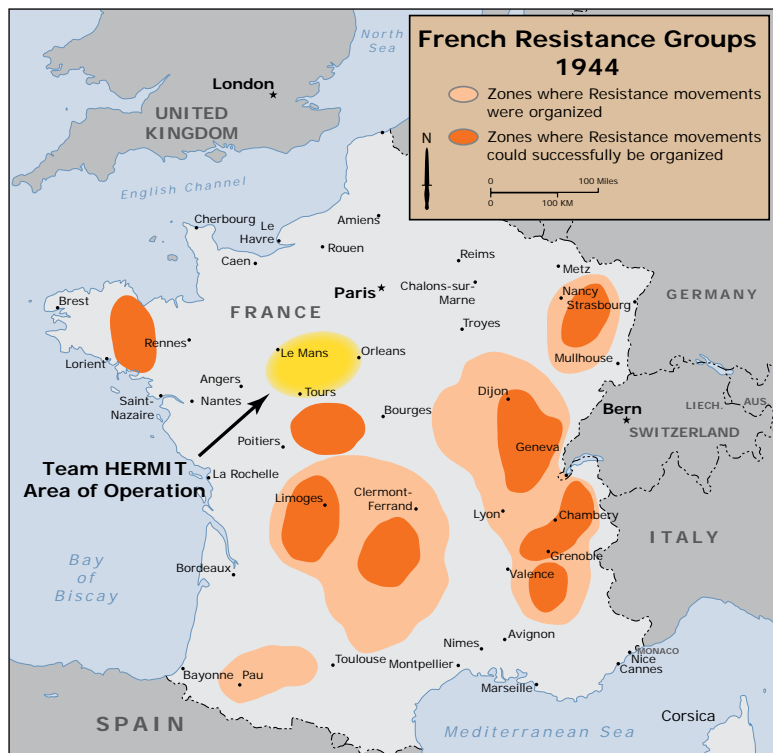 French Resistance Groups
1944
Zones where Resistance movements
were organized
Zones where Resistance movements
could successfully be organized
N
0 100 Miles
0 100 KM
North
Sea
London
UNITED
KINGDOM
English Channel
Cherbourg
Le
Havre
Amiens
Rouen
Caen
Reims
Metz
Paris
Chalons-sur-
Marne
Nancy
Strasbourg
GERMANY
FRANCE
Brest
Rennes
Troyes
Le Mans
Orleans
Lorient
Mullhouse
Angers
Tours
Dijon
Saint-
Nazaire
Nantes
Bourges
Bern
LIECH.
AUS.
SWITZERLAND
Poitiers
Geneva
Team HERMIT
Area of Operation
La Rochelle
Limoges
Clermont-
Ferrand
Lyon
Chambery
ITALY
Grenoble
Bay
of
Biscay
Bordeaux
Valence
Avignon
Nimes
MONACO
Nice
Cannes
Bayonne
Pau
Toulouse
Montpellier
Marseille
SPAIN
Mediterranean Sea
Corsica